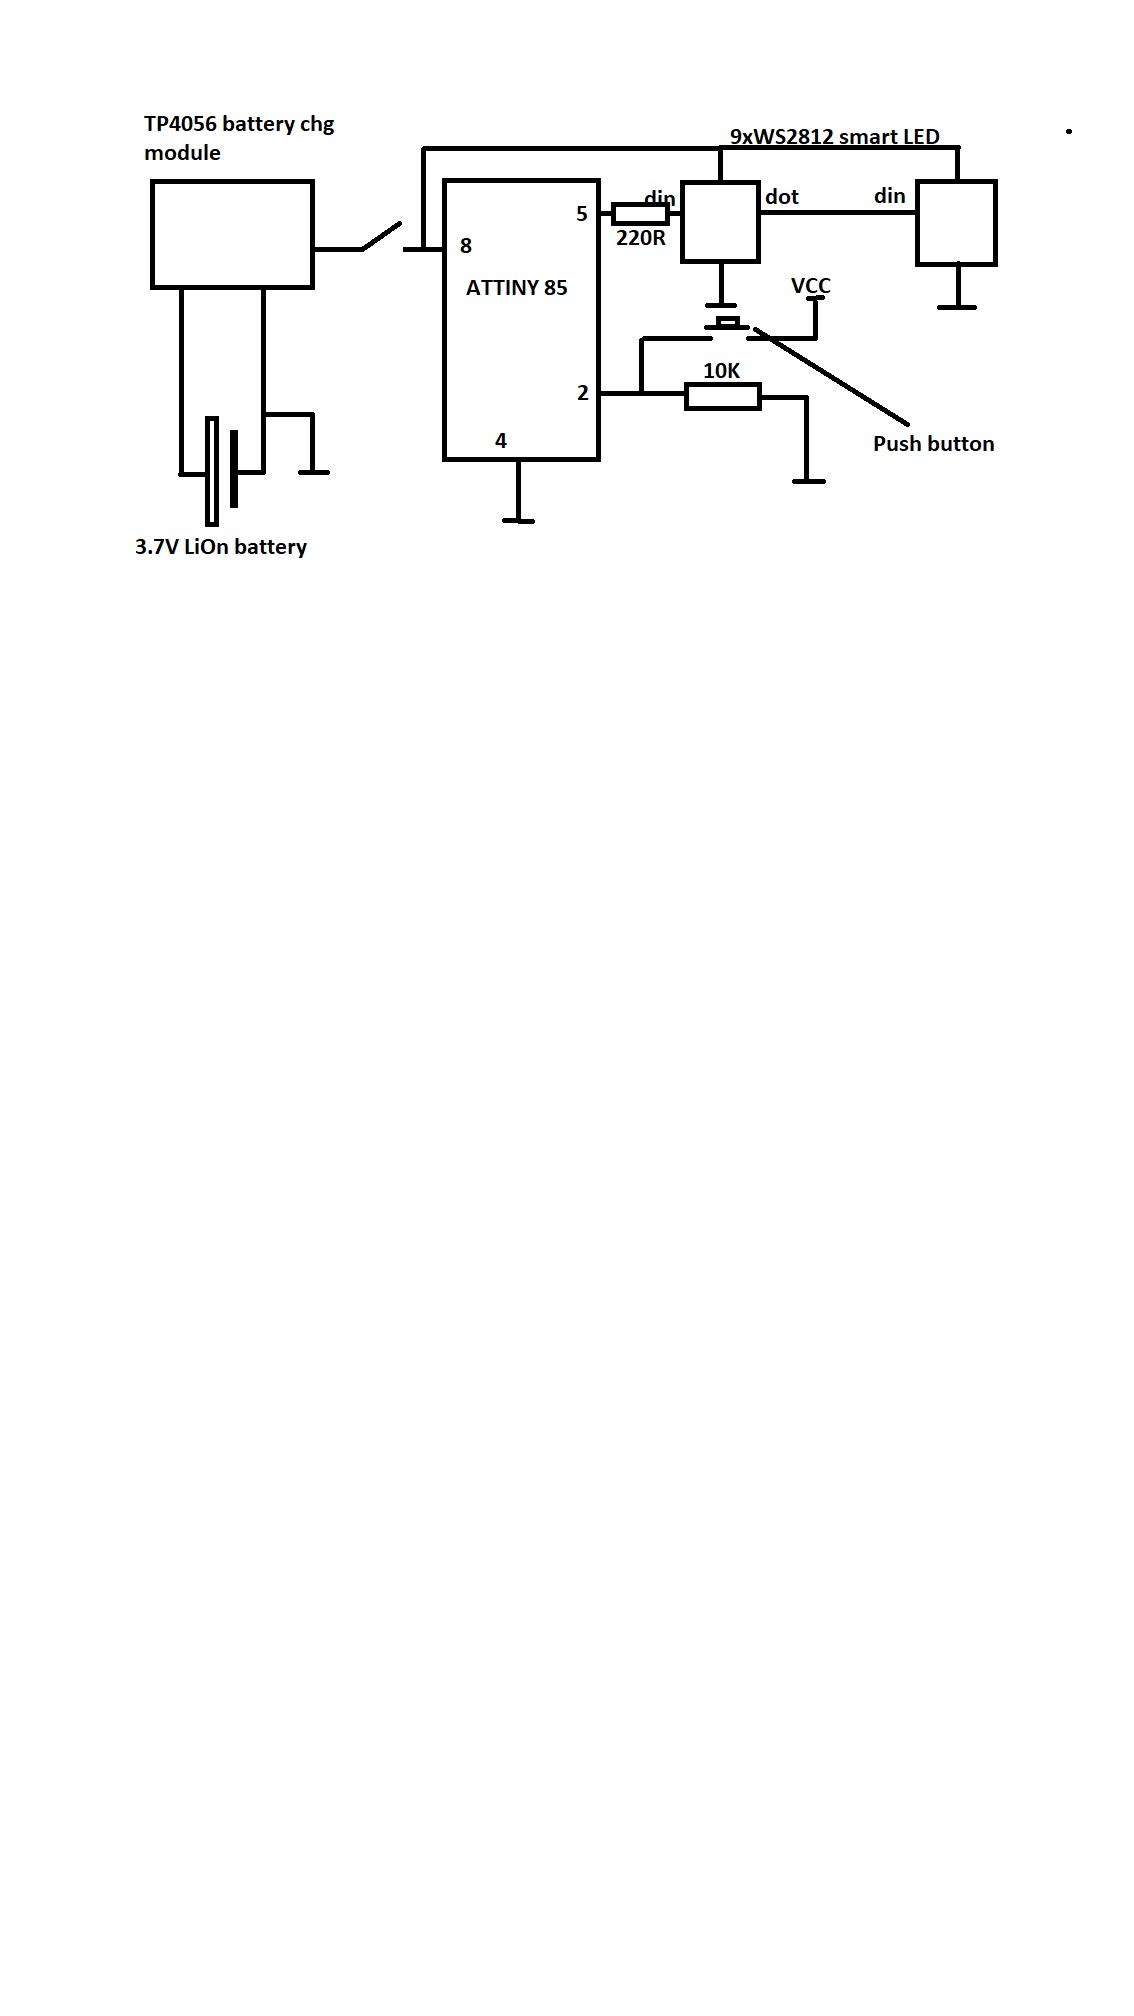 TP4056 battery chg
module
9xWS2812 smart LED
din
dot
din
5
220R
8
ATTINY 85
VCC
10K
2
4
Push button
3.7V LiOn battery